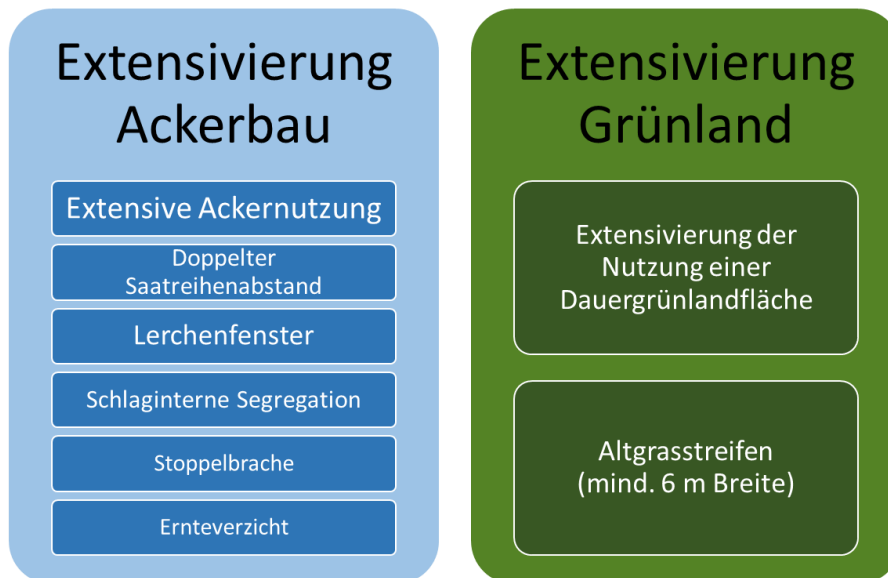 Extensivierung
Ackerbau
Extensive Ackernutzung
Doppelter
Saatreihenabstand
Lerchenfenster
Schlaginterne Segregation
Stoppelbrache
Ernteverzicht
Extensivierung
Grünland
Extensivierung der
Nutzung einer
Dauergrünlandfläche
Altgrasstreifen
(mind. 6 m Breite)